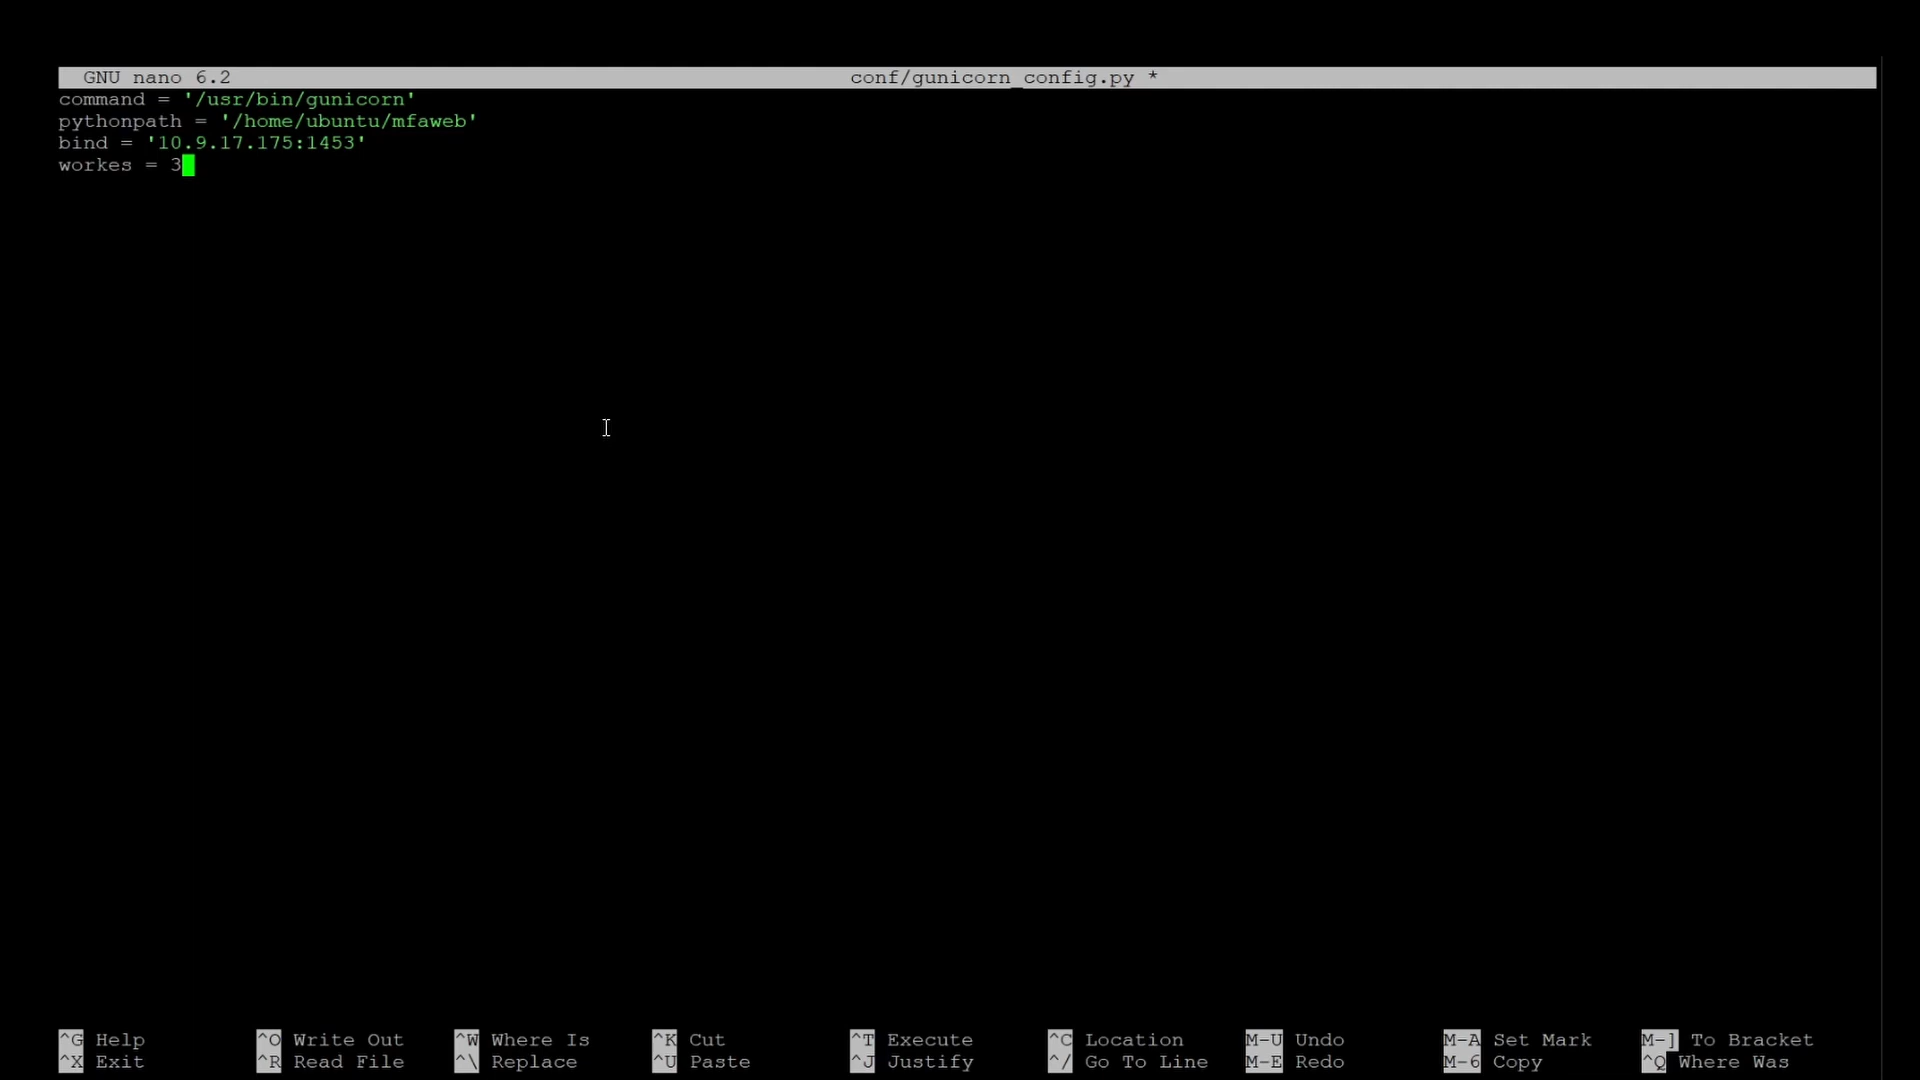 GNU nano 6.2 conf/gunicorn_config.py *
command = '/usr/bin/gunicorn'
pythonpath = '/home/ubuntu/mfaweb'
bind = '10.9.17.175:1453'
workes = 3
^G Help ^O Write Out ^W Where Is ^K Cut ^T Execute ^C Location M-U Undo M-A Set Mark M-] To Bracket
^X Exit ^R Read File ^\ Replace ^U Paste ^J Justify ^/ Go To Line M-E Redo M-6 Copy ^Q Where Was